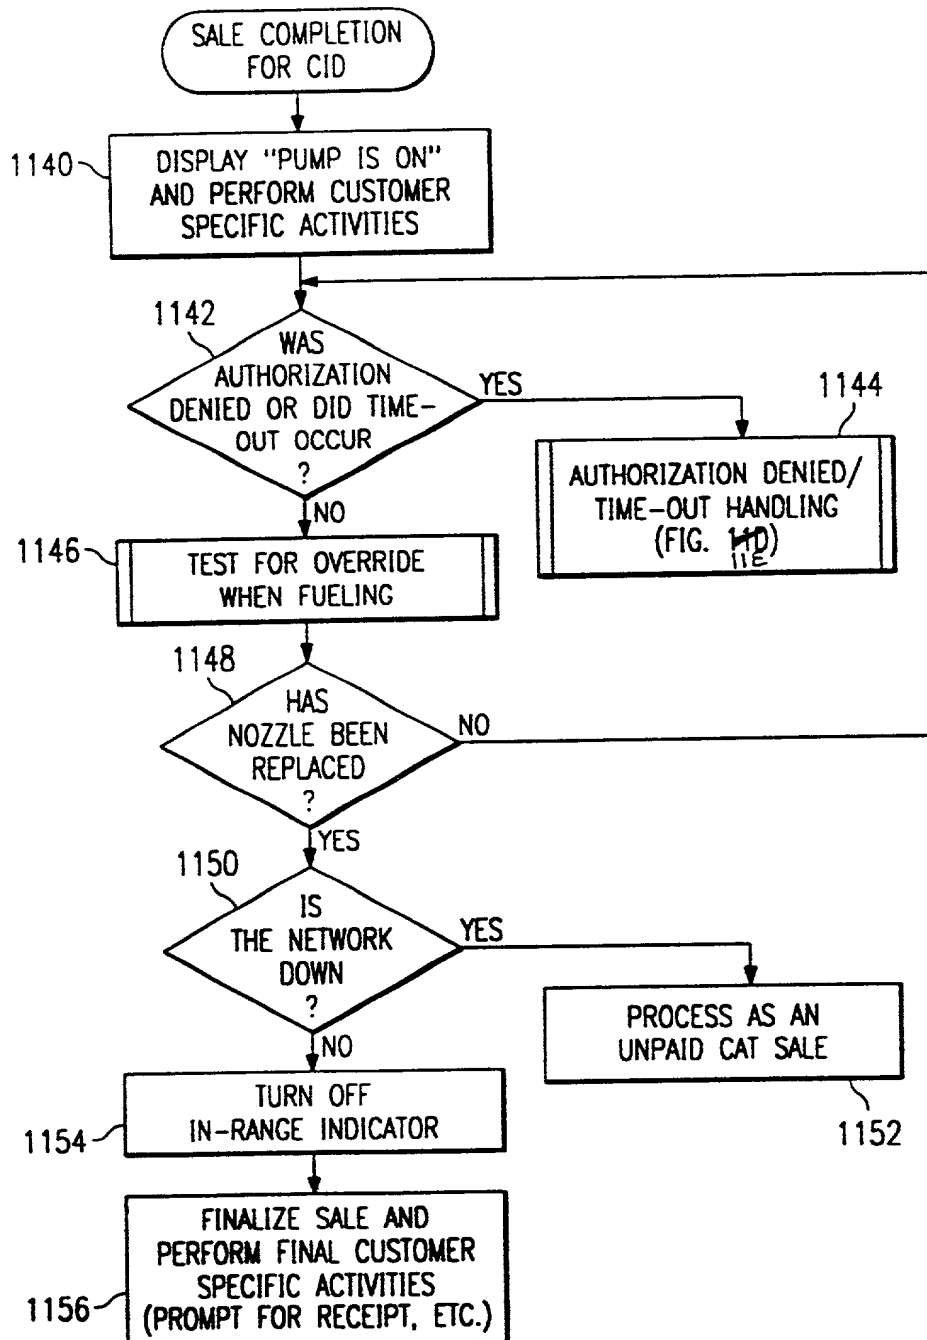 SALE COMPLETION
FOR CID
1140
DISPLAY "PUMP IS ON"
AND PERFORM CUSTOMER
SPECIFIC ACTIVITIES
1142
WAS
AUTHORIZATION
DENIED OR DID TIME-
OUT OCCUR
?
YES
1144
AUTHORIZATION DENIED/
TIME-OUT HANDLING
(FIG. 11D)
11E
NO
1146
TEST FOR OVERRIDE
WHEN FUELING
1148
HAS
NOZZLE BEEN
REPLACED
?
NO
YES
1150
IS
THE NETWORK
DOWN
?
YES
PROCESS AS AN
UNPAID CAT SALE
1152
NO
TURN OFF
IN-RANGE INDICATOR
1154
FINALIZE SALE AND
PERFORM FINAL CUSTOMER
SPECIFIC ACTIVITIES
(PROMPT FOR RECEIPT, ETC.)
1156